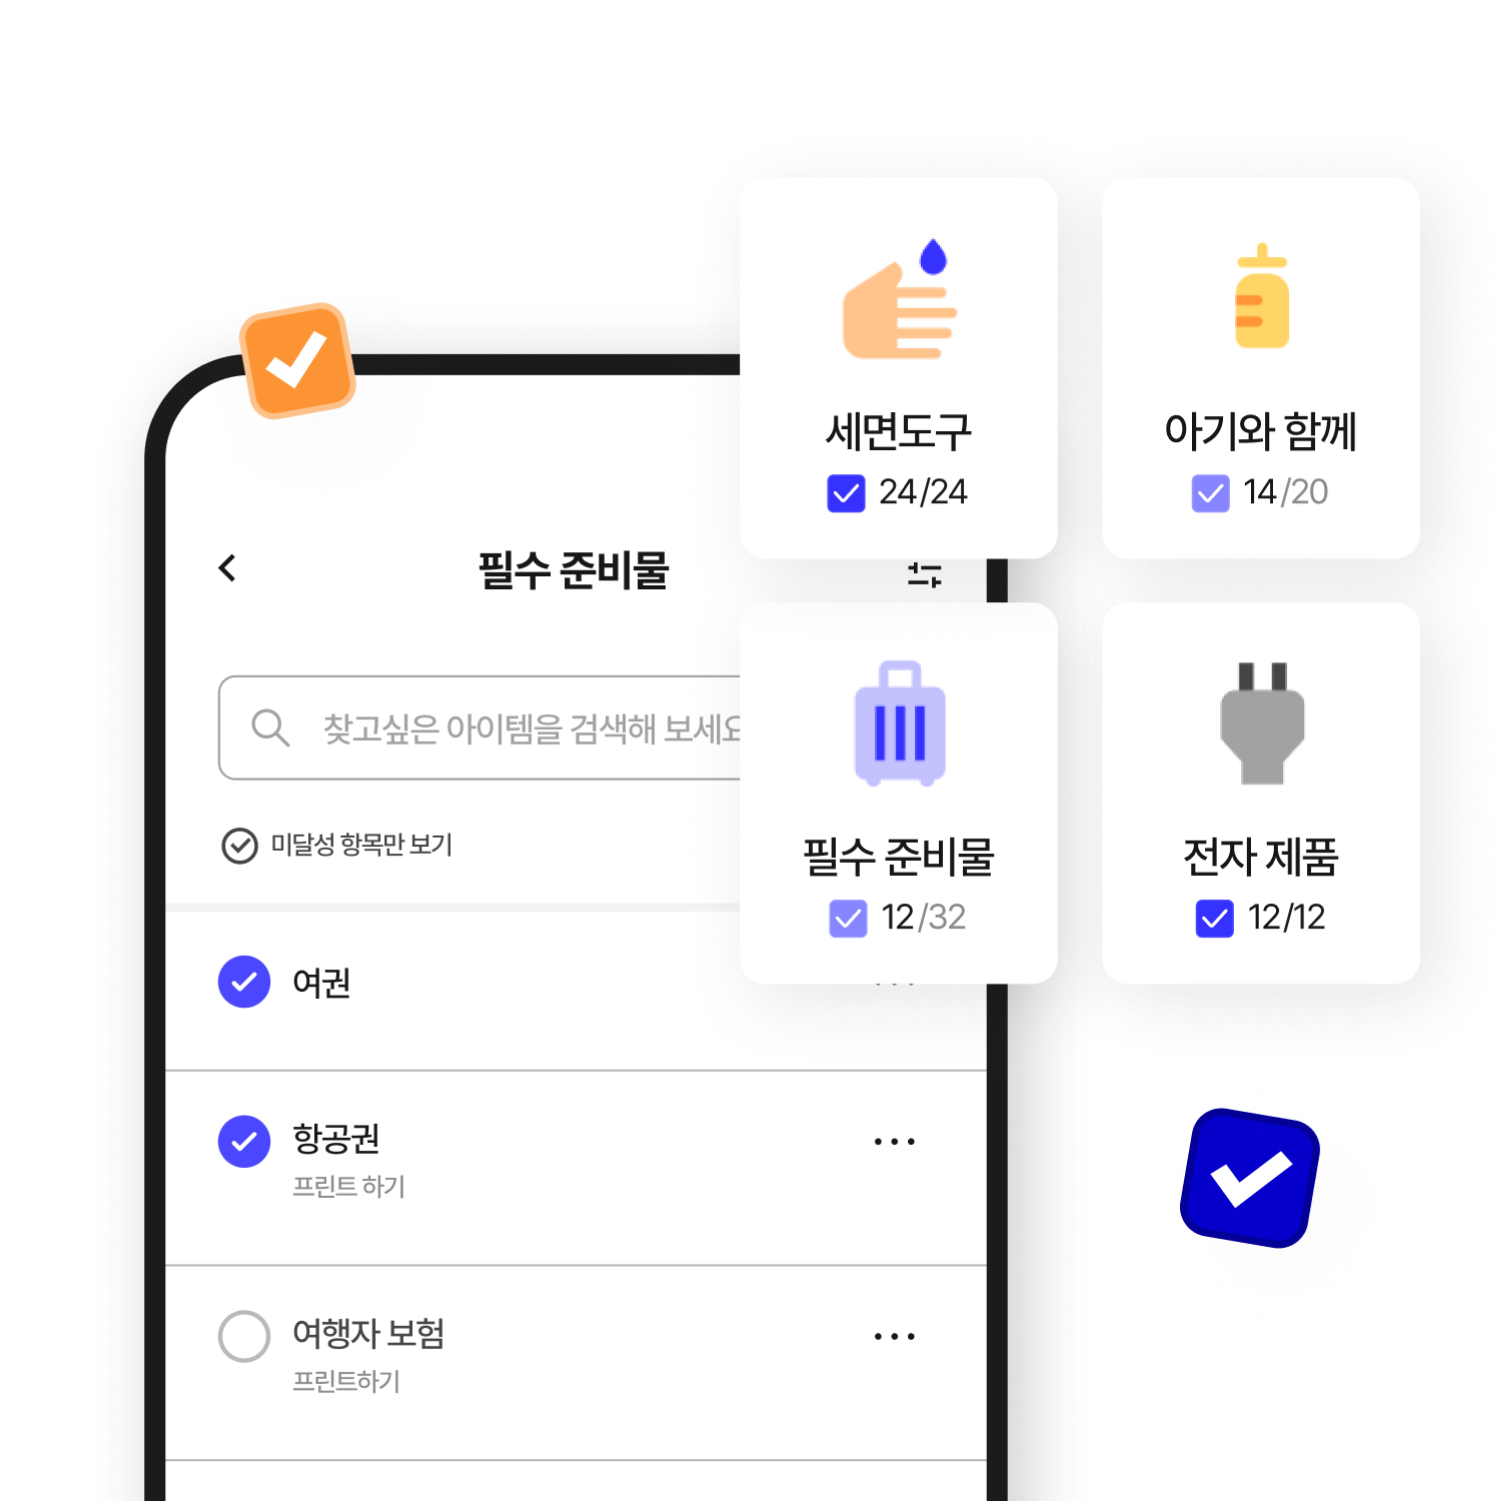 세면도구
24/24
아기와 함께
14/20
필수 준비물
찾고싶은 아이템을 검색해 보세요
미달성 항목만 보기
필수 준비물
12/32
전자 제품
12/12
여권
항공권
프린트 하기
여행자 보험
프린트하기